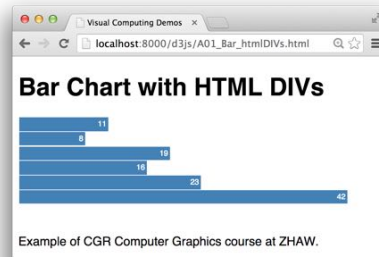 Visual Computing Demos
localhost:8000/d3js/A01_Bar_htmlDIVs.html
Bar Chart with HTML DIVs
11
8
19
16
23
42
Example of CGR Computer Graphics course at ZHAW.